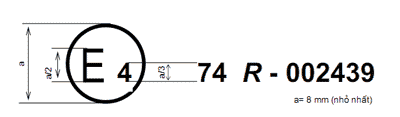 a
a/2
E 4
a/3
74 R - 002439
a= 8 mm (nhỏ nhất)